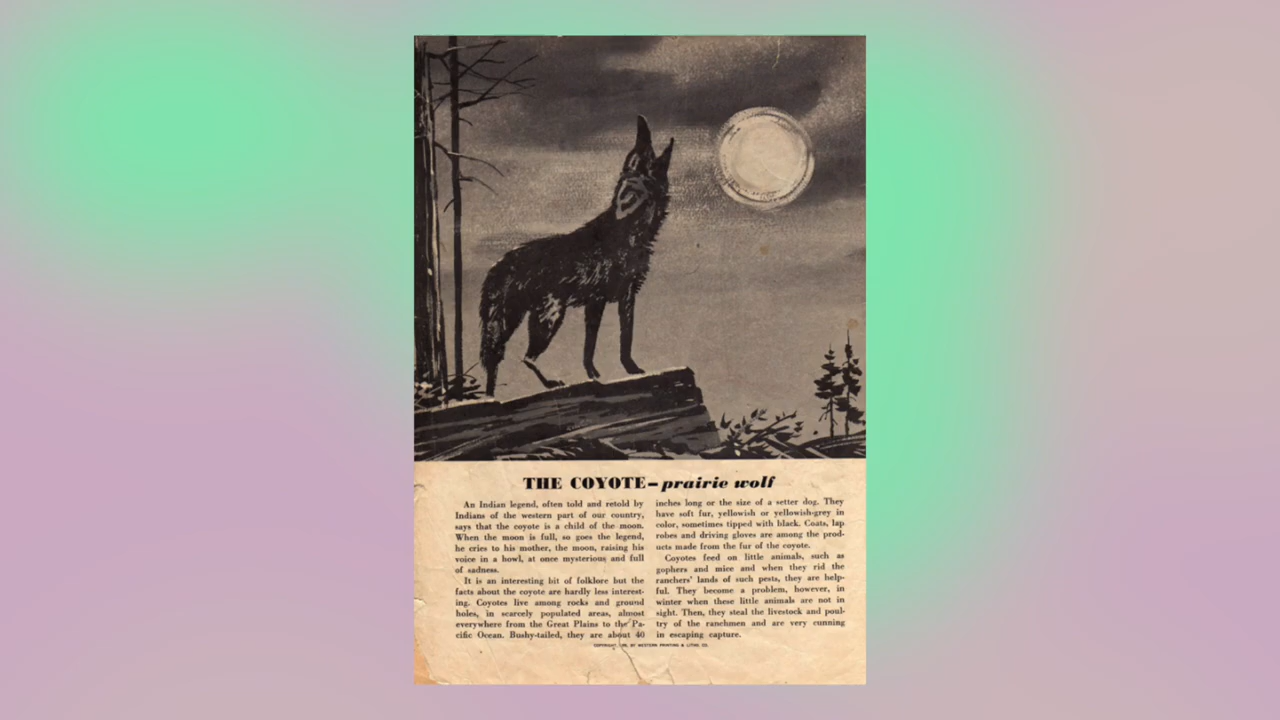 THE COYOTE—prairie wolf
An Indian legend, often told and retold by
Indians of the western part of our country,
says that the coyote is a child of the moon.
When the moon is full, so goes the legend,
he cries to his mother, the moon, raising his
voice in a howl, at once mysterious and full
of sadness.
It is an interesting bit of folklore but the
facts about the coyote are hardly less interest-
ing. Coyotes live among rocks and ground
holes, in scarcely populated areas, almost
everywhere from the Great Plains to the Pa-
cific Ocean. Bushy-tailed, they are about 40
inches long or the size of a setter dog. They
have soft fur, yellowish or yellowish-grey in
color, sometimes tipped with black. Coats, lap
robes and driving gloves are among the prod-
ucts made from the fur of the coyote.
Coyotes feed on little animals, such as
gophers and mice and when they rid the
ranchers' lands of such pests, they are help-
ful. They become a problem, however, in
winter when these little animals are not in
sight. Then, they steal the livestock and poul-
try of the ranchmen and are very cunning
in escaping capture.
COPYRIGHT, BY WESTERN PRINTING & LITHO. CO.